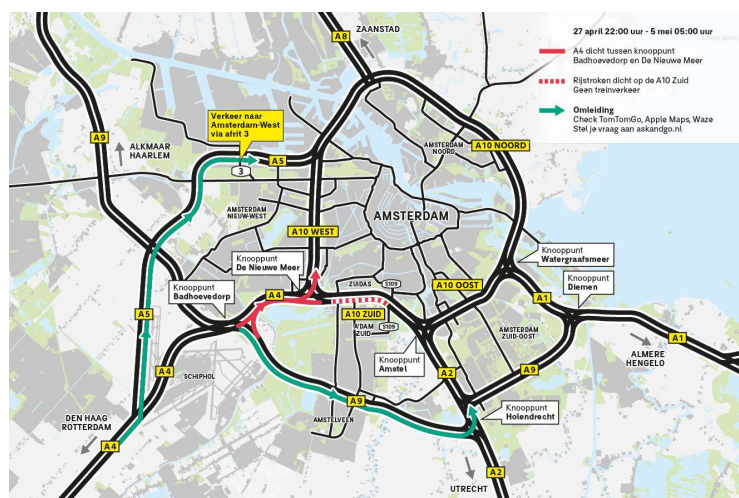 27 april 22:00 uur - 5 mei 05:00 uur
A4 dicht tussen knooppunt
Badhoevedorp en De Nieuwe Meer
Rijstroken dicht op de A10 Zuid
Geen treinverkeer
Omleiding
Check TomTomGo, Apple Maps, Waze
Stel je vraag aan askandgo.nl
ZAANSTAD
A8
Verkeer naar
Amsterdam-West
via afrit 3
A9
ALKMAAR
HAARLEM
A5
3
AMSTERDAM
NOORD
A10 NOORD
AMSTERDAM
NIEUW-WEST
AMSTERDAM
A10 WEST
Knooppunt
De Nieuwe Meer
Knooppunt
Watergraafsmeer
Knooppunt
Badhoevedorp
ZUIDAS
S109
A10 OOST
Knooppunt
Diemen
A4
A1
A10 ZUID
A5
A'DAM
ZUID
S109
AMSTERDAM
ZUID-OOST
A1
ALMERE
HENGELO
Knooppunt
Amstel
A4
SCHIPHOL
A2
A9
A9
Knooppunt
Holendrecht
DEN HAAG
ROTTERDAM
AMSTELVEEN
A4
A2
UTRECHT